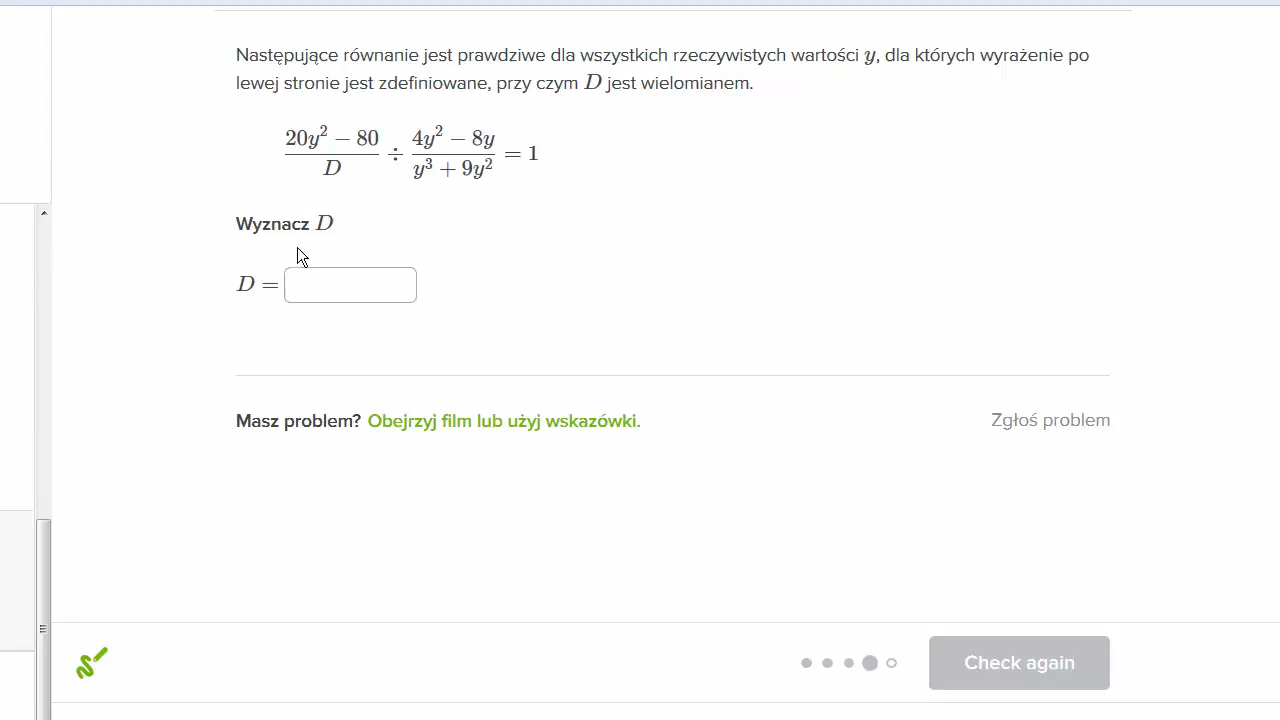 Następujące równanie jest prawdziwe dla wszystkich rzeczywistych wartości y, dla których wyrażenie po
lewej stronie jest zdefiniowane, przy czym D jest wielomianem.
\frac{20y^2 - 80}{D} ÷ \frac{4y^2 - 8y}{y^3 + 9y^2} = 1
Wyznacz D
D =
Masz problem? Obejrzyj film lub użyj wskazówki.
Zgłoś problem
Check again